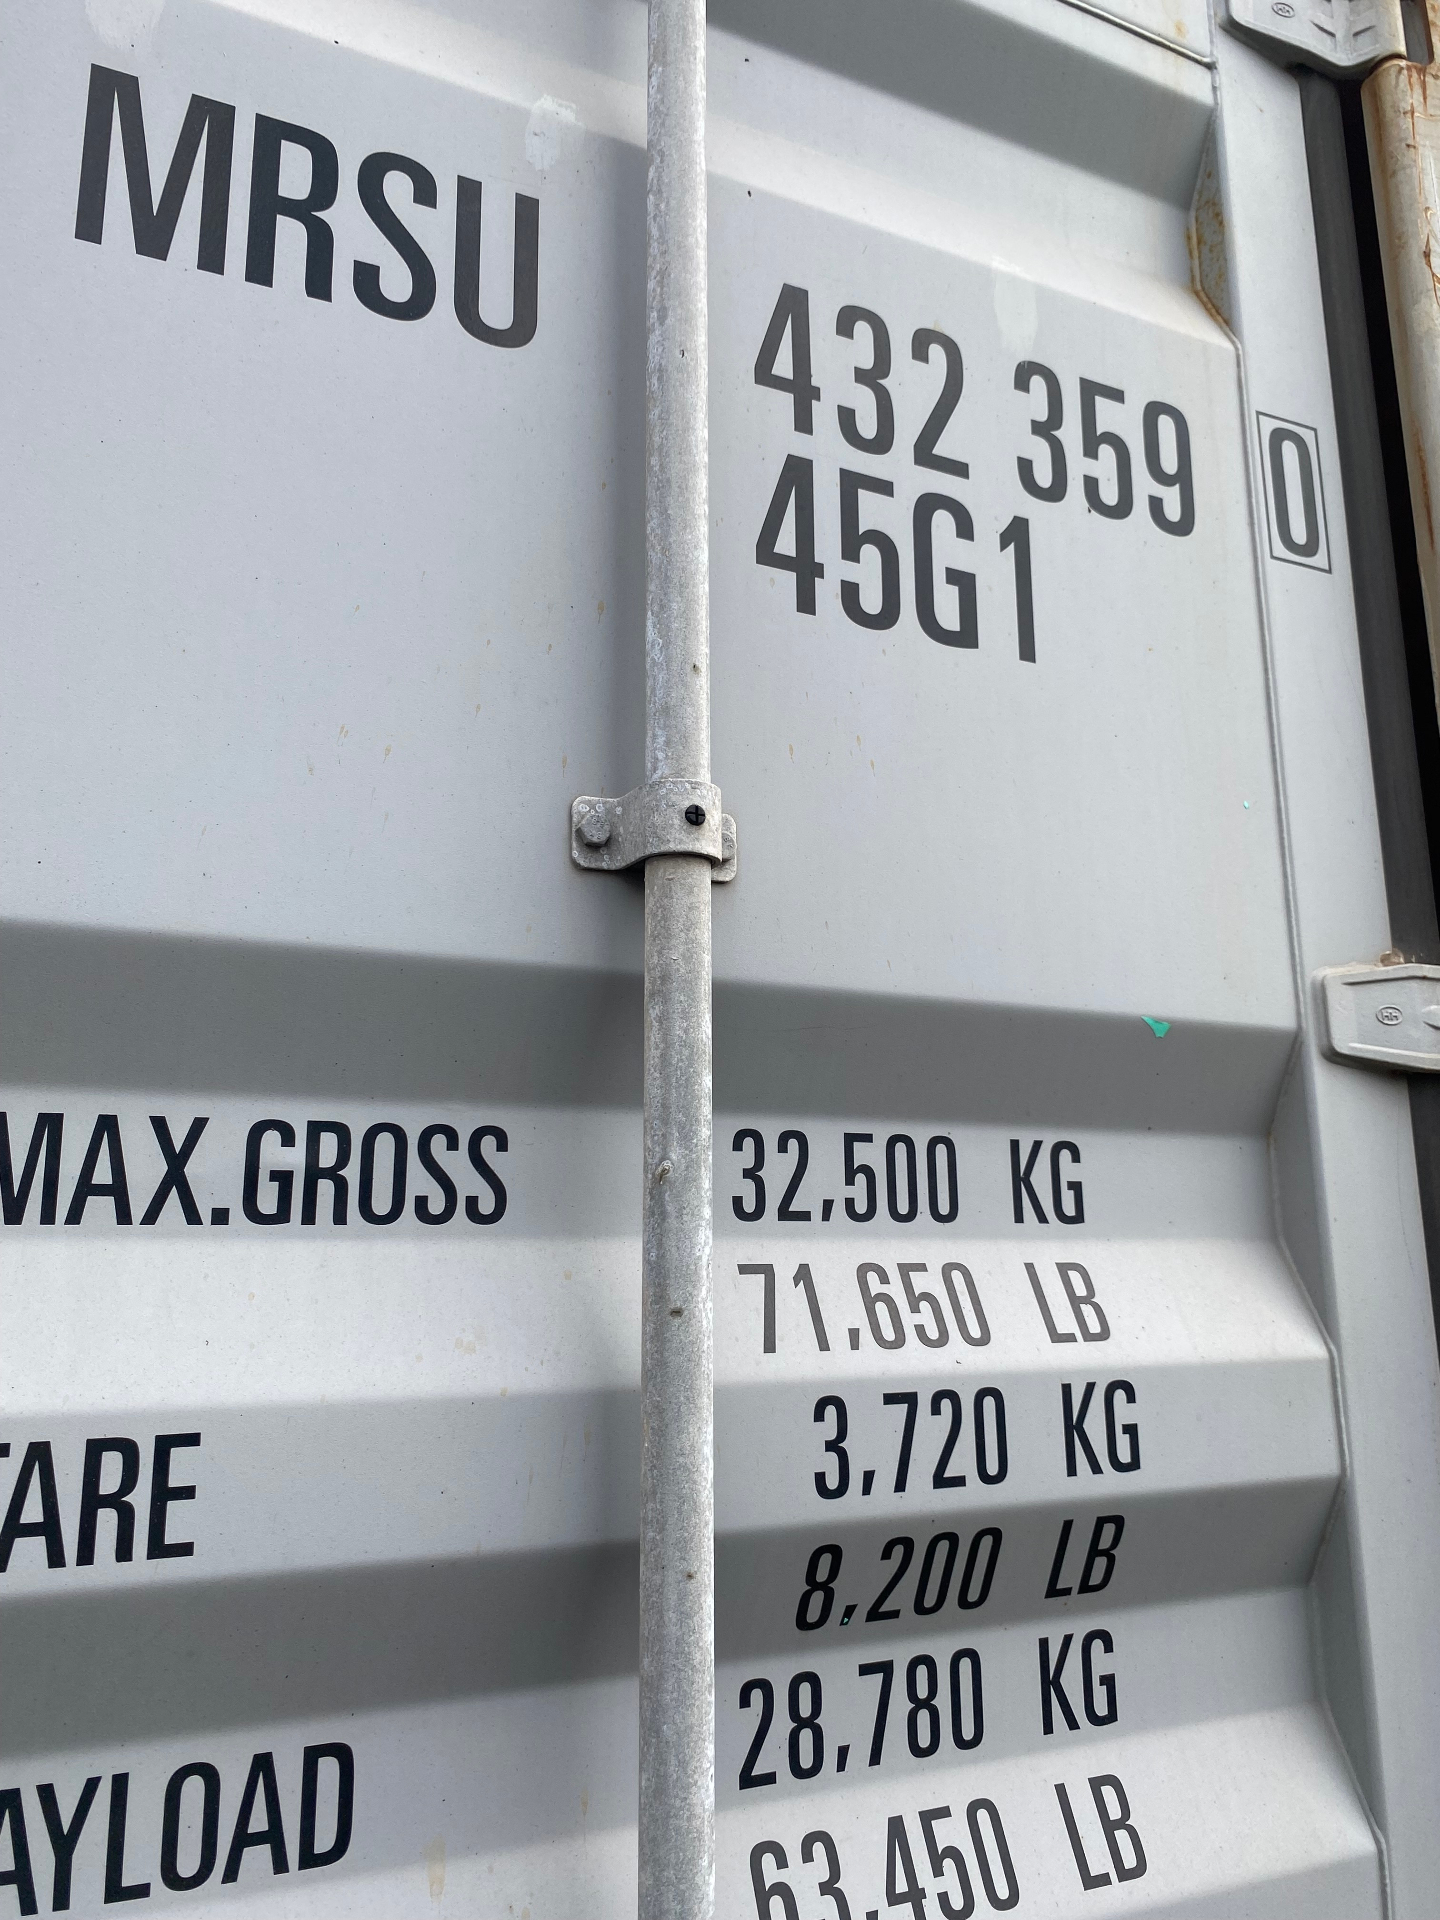 MRSU 432 359 0
45G1
MAX.GROSS 32,500 KG
71,650 LB
TARE 3,720 KG
8,200 LB
PAYLOAD 28,780 KG
63,450 LB